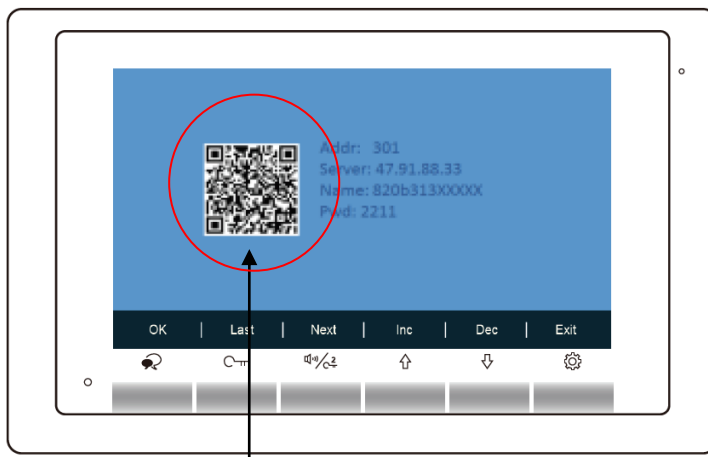 Addr: 301
Server: 47.91.88.33
Name: 820b313XXXXX
Pwd: 2211
OK | Last | Next | Inc | Dec | Exit